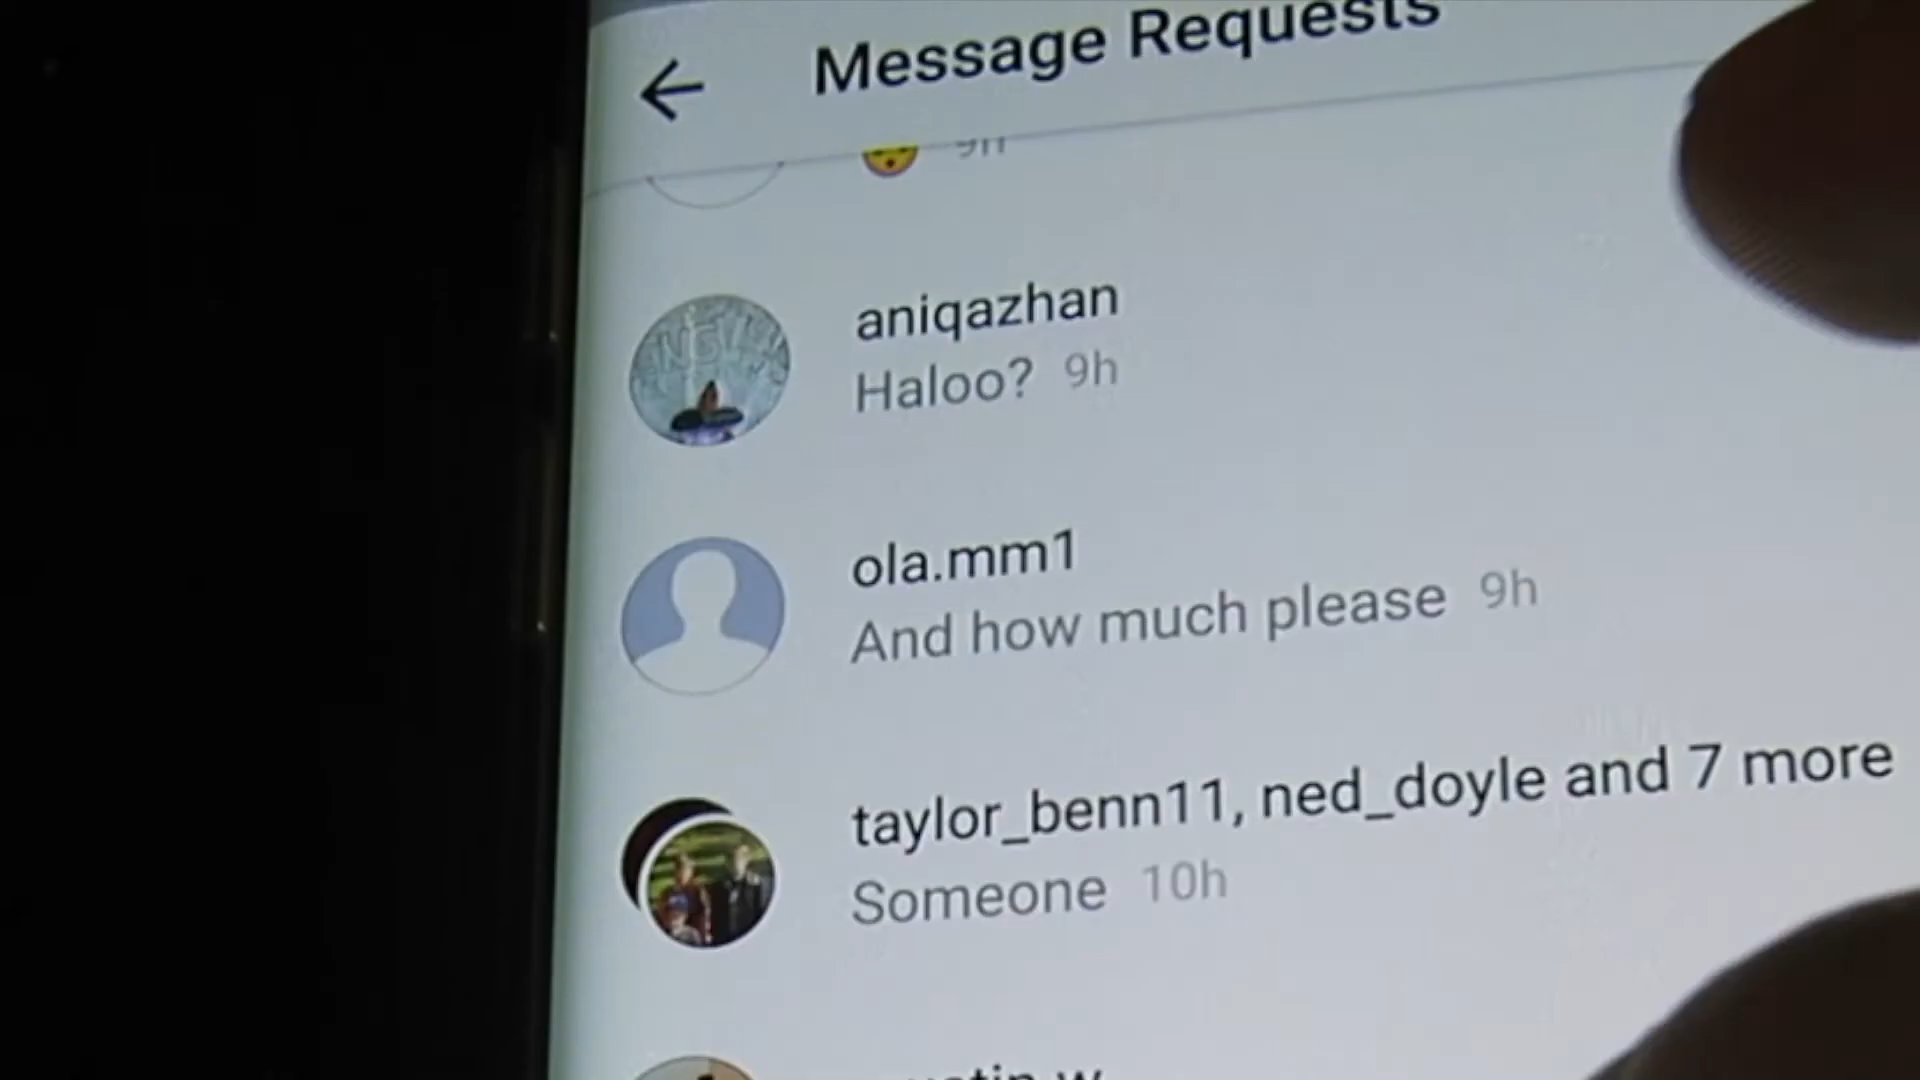 Message Requests
9h
aniqazhan
Haloo? 9h
ola.mm1
And how much please 9h
taylor_benn11, ned_doyle and 7 more
Someone 10h